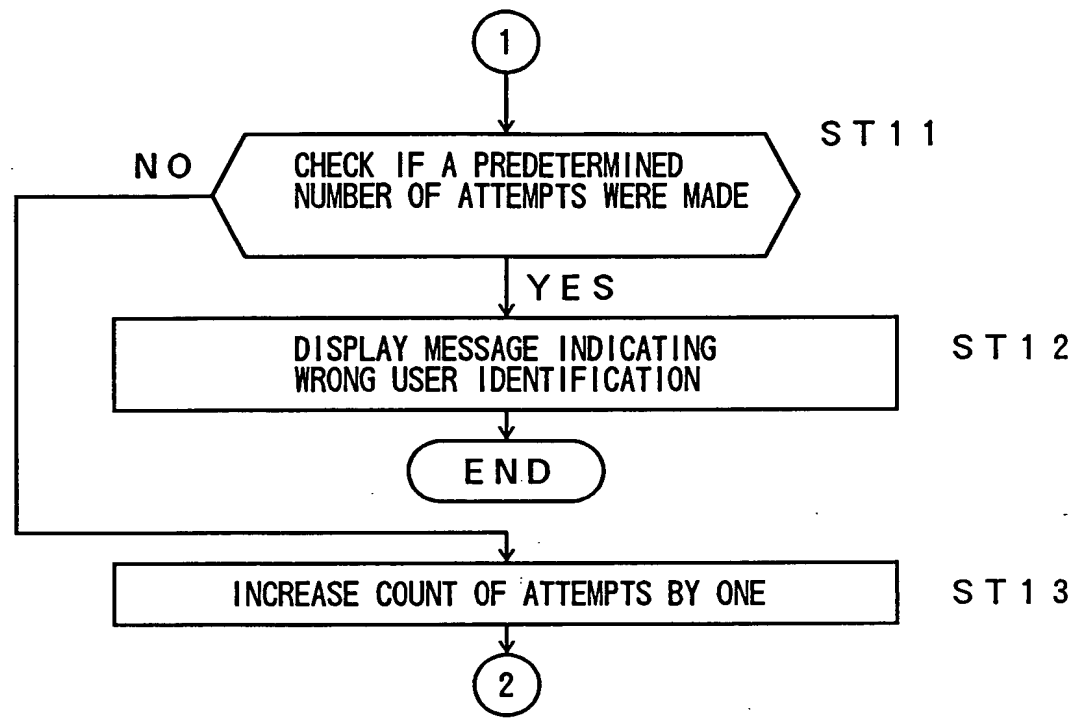 1
ST11
NO
CHECK IF A PREDETERMINED
NUMBER OF ATTEMPTS WERE MADE
YES
DISPLAY MESSAGE INDICATING
WRONG USER IDENTIFICATION
ST12
END
INCREASE COUNT OF ATTEMPTS BY ONE
ST13
2